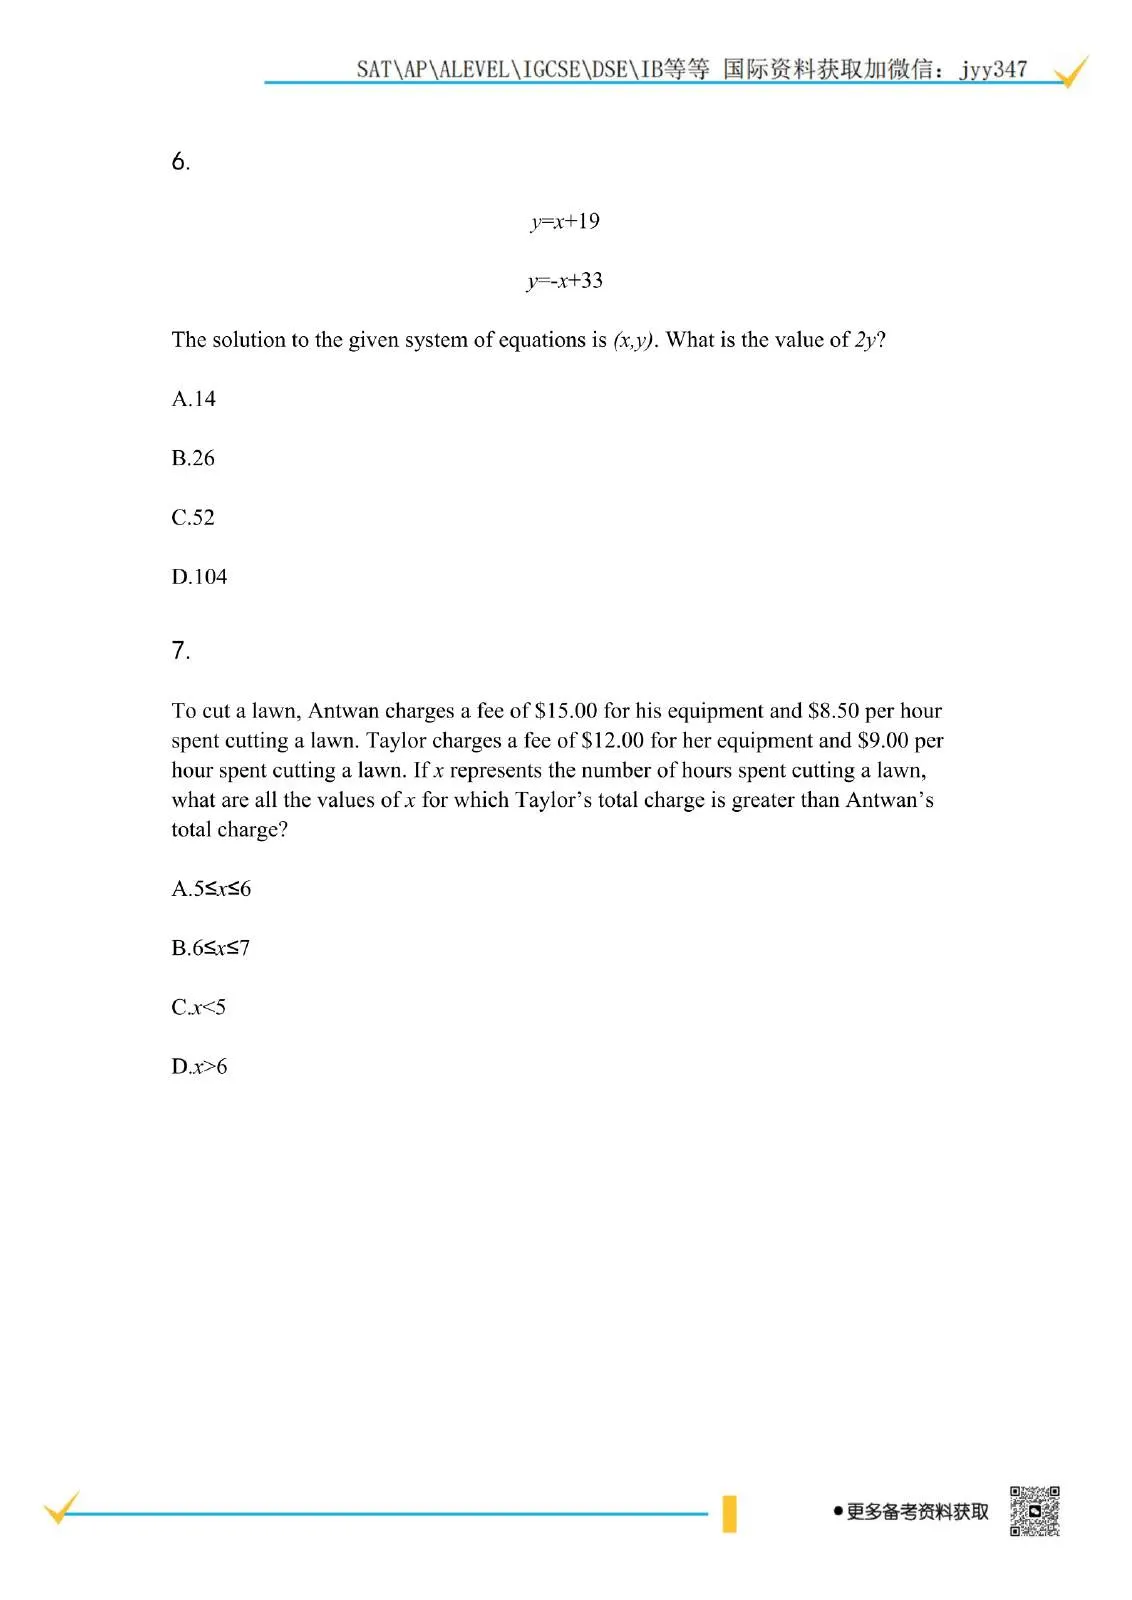 SAT\AP\ALEVEL\IGCSE\DSE\IB等等 国际资料获取加微信：jyy347
6.
y=x+19
y=-x+33
The solution to the given system of equations is (x,y). What is the value of 2y?
A.14
B.26
C.52
D.104
7.
To cut a lawn, Antwan charges a fee of $15.00 for his equipment and $8.50 per hour
spent cutting a lawn. Taylor charges a fee of $12.00 for her equipment and $9.00 per
hour spent cutting a lawn. If x represents the number of hours spent cutting a lawn,
what are all the values of x for which Taylor’s total charge is greater than Antwan’s
total charge?
A.5≤x≤6
B.6≤x≤7
C.x<5
D.x>6
●更多备考资料获取